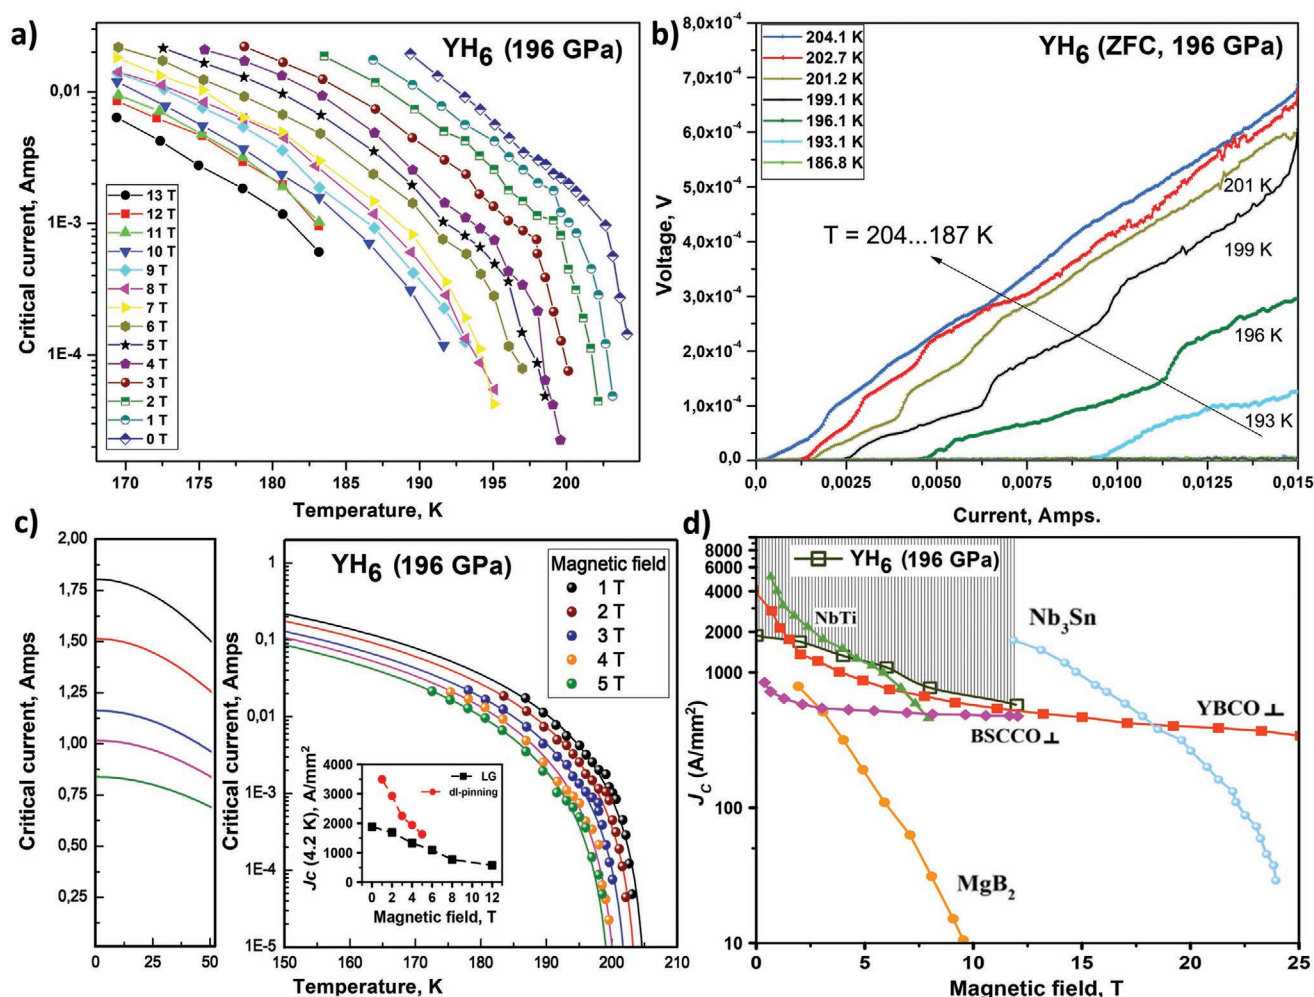 a)
YH6 (196 GPa)
0,01
1E-3
1E-4
Critical current, Amps
13 T
12 T
11 T
10 T
9 T
8 T
7 T
6 T
5 T
4 T
3 T
2 T
1 T
0 T
170 175 180 185 190 195 200
Temperature, K
b)
YH6 (ZFC, 196 GPa)
8,0x10-4
7,0x10-4
6,0x10-4
5,0x10-4
4,0x10-4
3,0x10-4
2,0x10-4
1,0x10-4
0,0
Voltage, V
204.1 K
202.7 K
201.2 K
199.1 K
196.1 K
193.1 K
186.8 K
T = 204...187 K
201 K
199 K
196 K
193 K
0,0 0,0025 0,0050 0,0075 0,0100 0,0125 0,015
Current, Amps.
c)
2,00
1,75
1,50
1,25
1,00
0,75
0,50
0,25
Critical current, Amps
0 25 50
YH6 (196 GPa)
Magnetic field
1 T
2 T
3 T
4 T
5 T
1
0,1
0,01
1E-3
1E-4
1E-5
Critical current, Amps
4000
3000
2000
1000
0
Jc (4.2 K), A/mm2
LG
dl-pinning
0 2 4 6 8 10 12
Magnetic field, T
150 160 170 180 190 200 210
Temperature, K
d)
YH6 (196 GPa)
8000
6000
4000
2000
1000
100
10
JC (A/mm2)
NbTi
Nb3Sn
YBCO⊥
BSCCO⊥
MgB2
0 5 10 15 20 25
Magnetic field, T